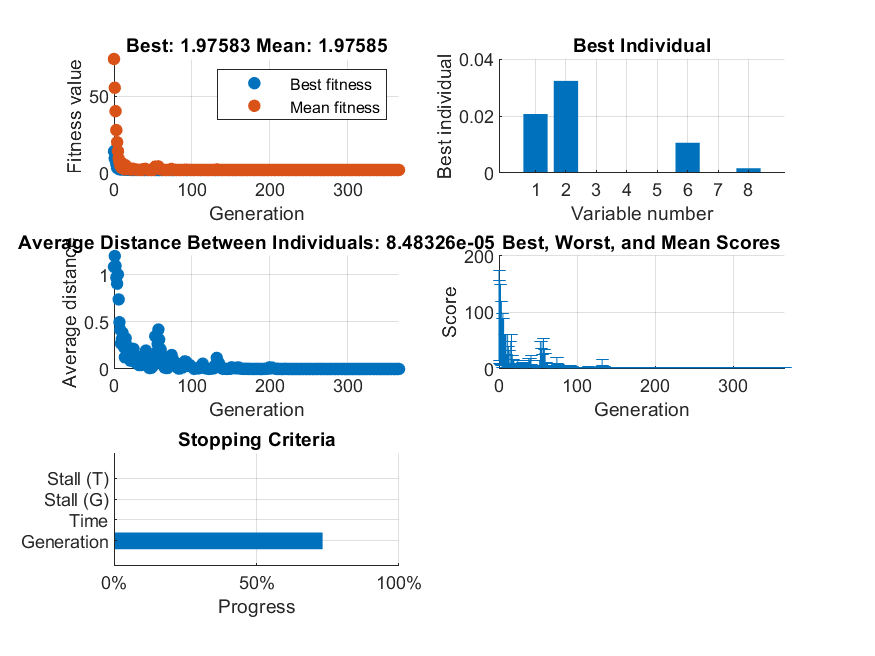 Best: 1.97583 Mean: 1.97585
Fitness value
50
0
Best fitness
Mean fitness
0 100 200 300
Generation
Best Individual
Best individual
0.04
0.02
0
1 2 3 4 5 6 7 8
Variable number
Average Distance Between Individuals: 8.48326e-05
Average distance
1
0.5
0
0 100 200 300
Generation
Best, Worst, and Mean Scores
Score
200
100
0
0 100 200 300
Generation
Stopping Criteria
Stall (T)
Stall (G)
Time
Generation
0% 50% 100%
Progress